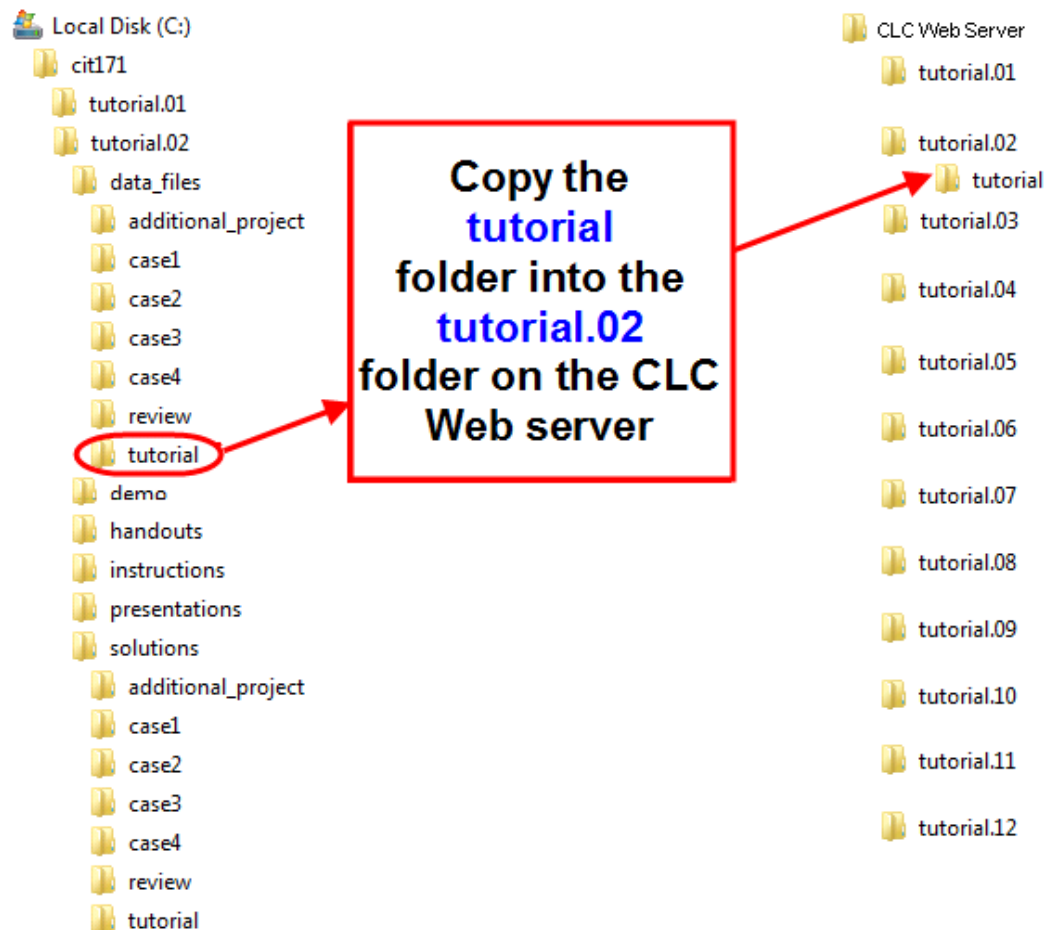 Local Disk (C:)
cit171
tutorial.01
tutorial.02
data_files
additional_project
case1
case2
case3
case4
review
tutorial
demo
handouts
instructions
presentations
solutions
additional_project
case1
case2
case3
case4
review
tutorial
Copy the
tutorial
folder into the
tutorial.02
folder on the CLC
Web server
CLC Web Server
tutorial.01
tutorial.02
tutorial
tutorial.03
tutorial.04
tutorial.05
tutorial.06
tutorial.07
tutorial.08
tutorial.09
tutorial.10
tutorial.11
tutorial.12